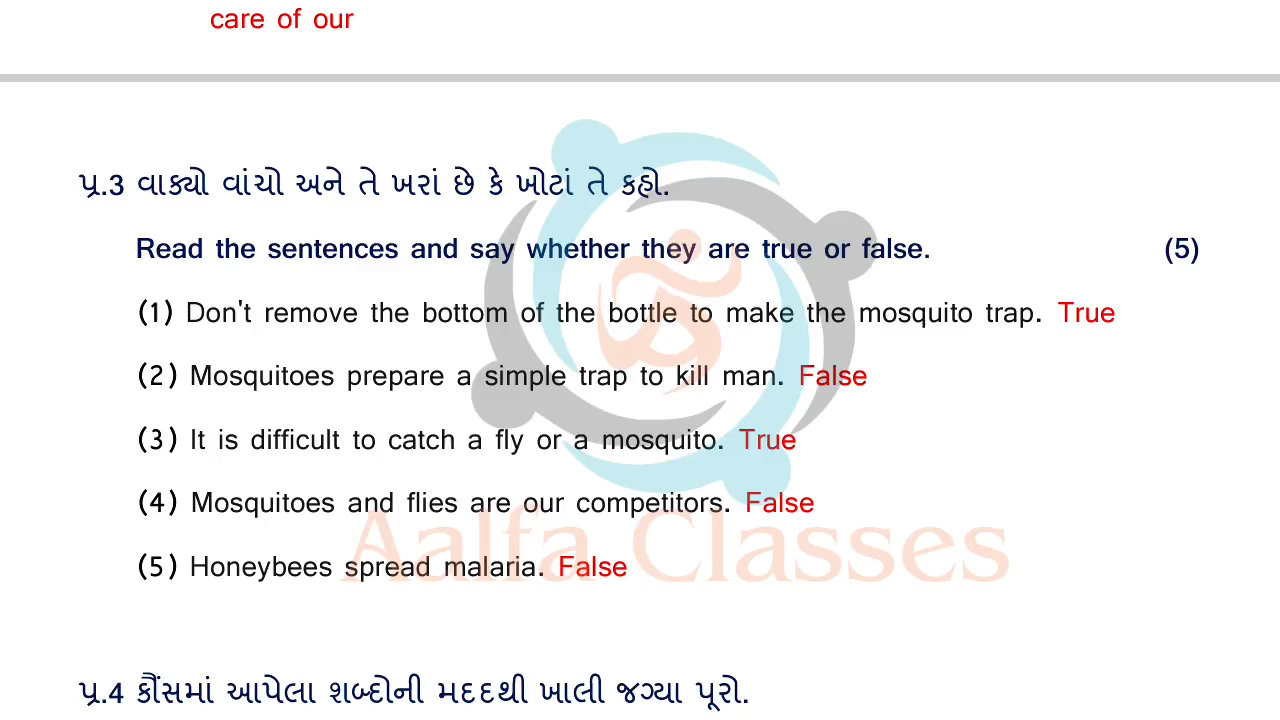 care of our
પ્ર.3 વાક્યો વાંચો અને તે ખરાં છે કે ખોટાં તે કહો.
Read the sentences and say whether they are true or false. (5)
(1) Don't remove the bottom of the bottle to make the mosquito trap. True
(2) Mosquitoes prepare a simple trap to kill man. False
(3) It is difficult to catch a fly or a mosquito. True
(4) Mosquitoes and flies are our competitors. False
Aalfa Classes
(5) Honeybees spread malaria. False
પ્ર.4 કૌંસમાં આપેલા શબ્દોની મદદથી ખાલી જગ્યા પૂરો.